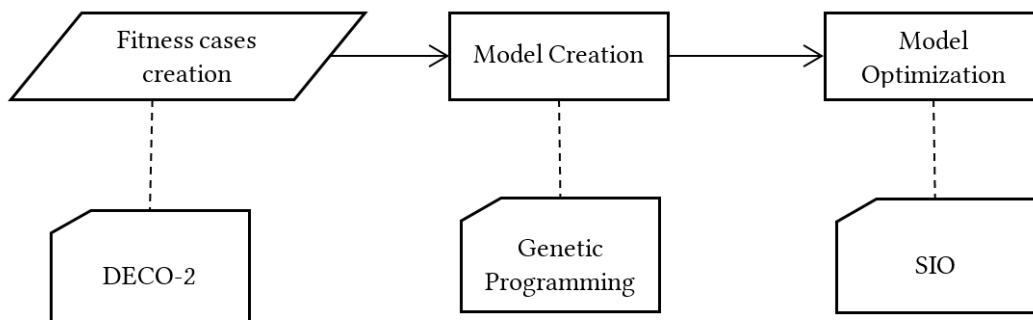 Fitness cases
creation
Model Creation
Model
Optimization
DECO-2
Genetic
Programming
SIO